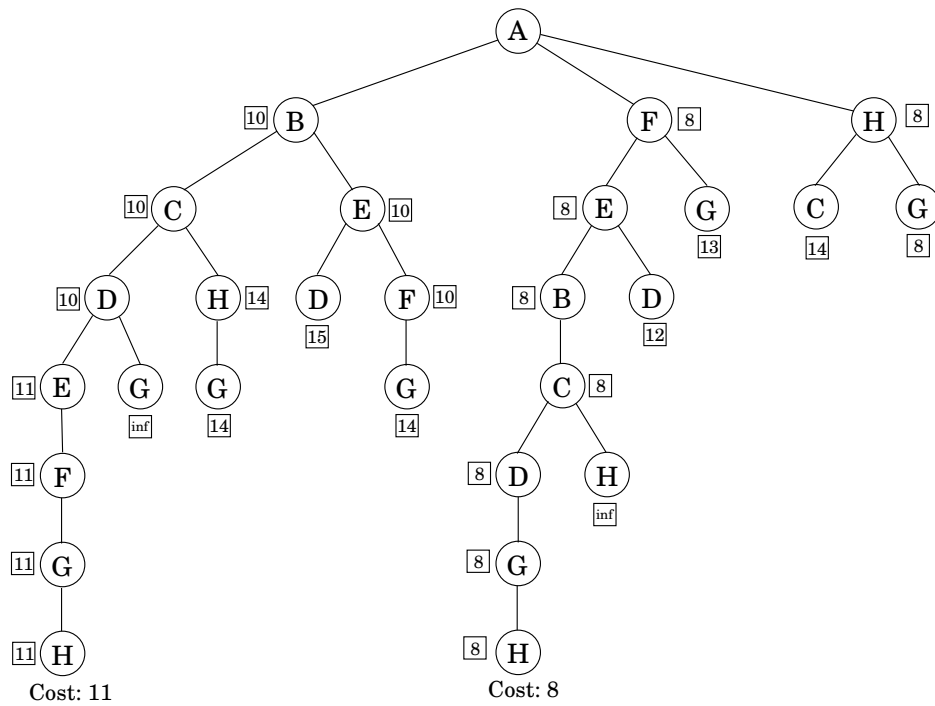 A
10 B F 8 H 8
10 C E 10 8 E G C G
13 14 8
10 D H 14 D F 10 8 B D
15 12
11 E G G G C 8
inf 14 14
11 F 8 D H
inf
11 G 8 G
11 H 8 H
Cost: 11 Cost: 8